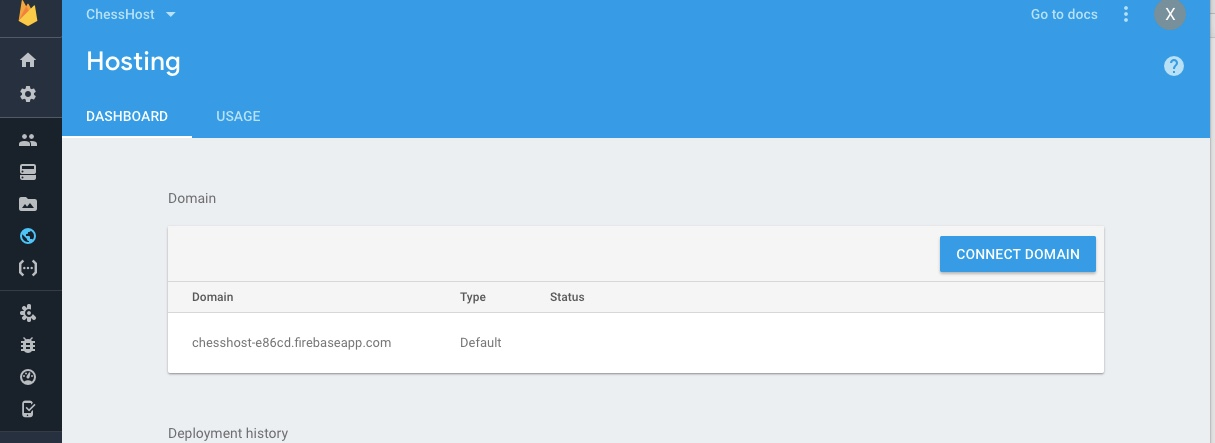 ChessHost
Go to docs
X
Hosting
?
DASHBOARD
USAGE
Domain
CONNECT DOMAIN
Domain Type Status
chesshost-e86cd.firebaseapp.com Default
Deployment history